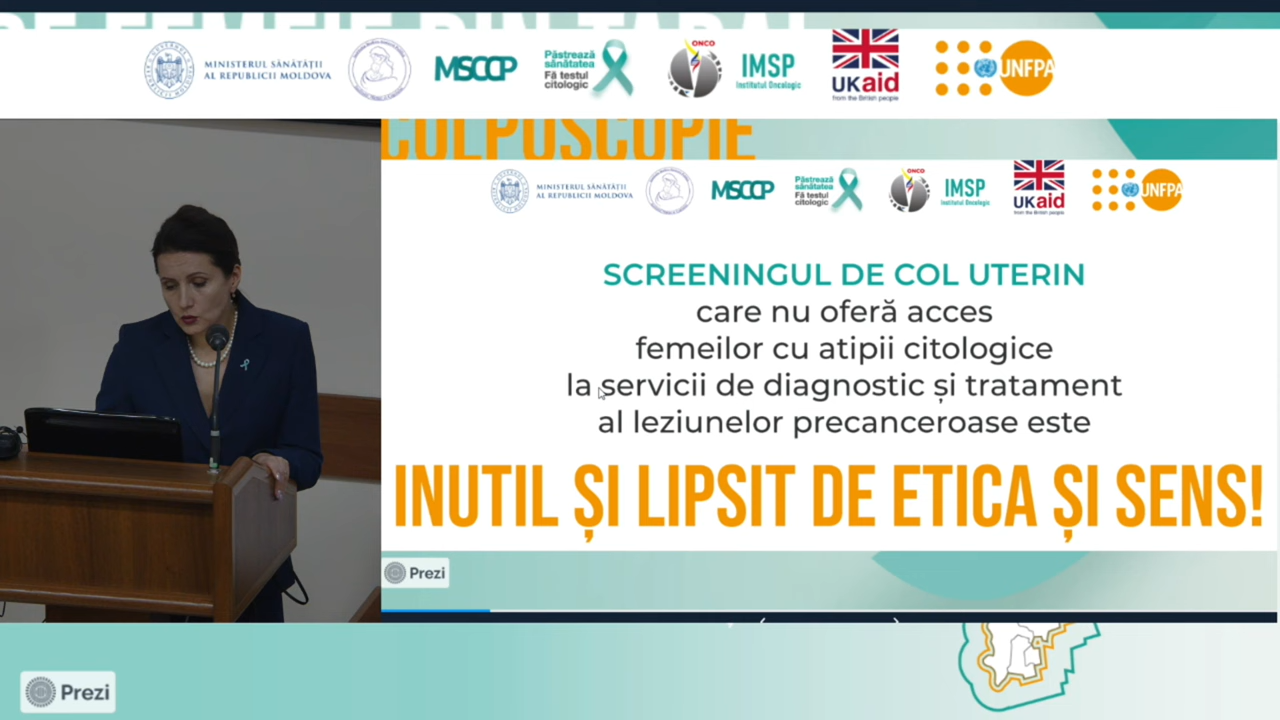 MINISTERUL SĂNĂTĂȚII
AL REPUBLICII MOLDOVA
MSCCP
Păstrează
sănătatea
Fă testul
citologic
ONCO
IMSP
Institutul Oncologic
UKaid
from the British people
UNFPA
COLPOSCOPIE
MINISTERUL SĂNĂTĂȚII
AL REPUBLICII MOLDOVA
MSCCP
Păstrează
sănătatea
Fă testul
citologic
ONCO
IMSP
Institutul Oncologic
UKaid
from the British people
UNFPA
SCREENINGUL DE COL UTERIN
care nu oferă acces
femeilor cu atipii citologice
la servicii de diagnostic și tratament
al leziunelor precanceroase este
INUTIL ȘI LIPSIT DE ETICA ȘI SENS!
Prezi
Prezi